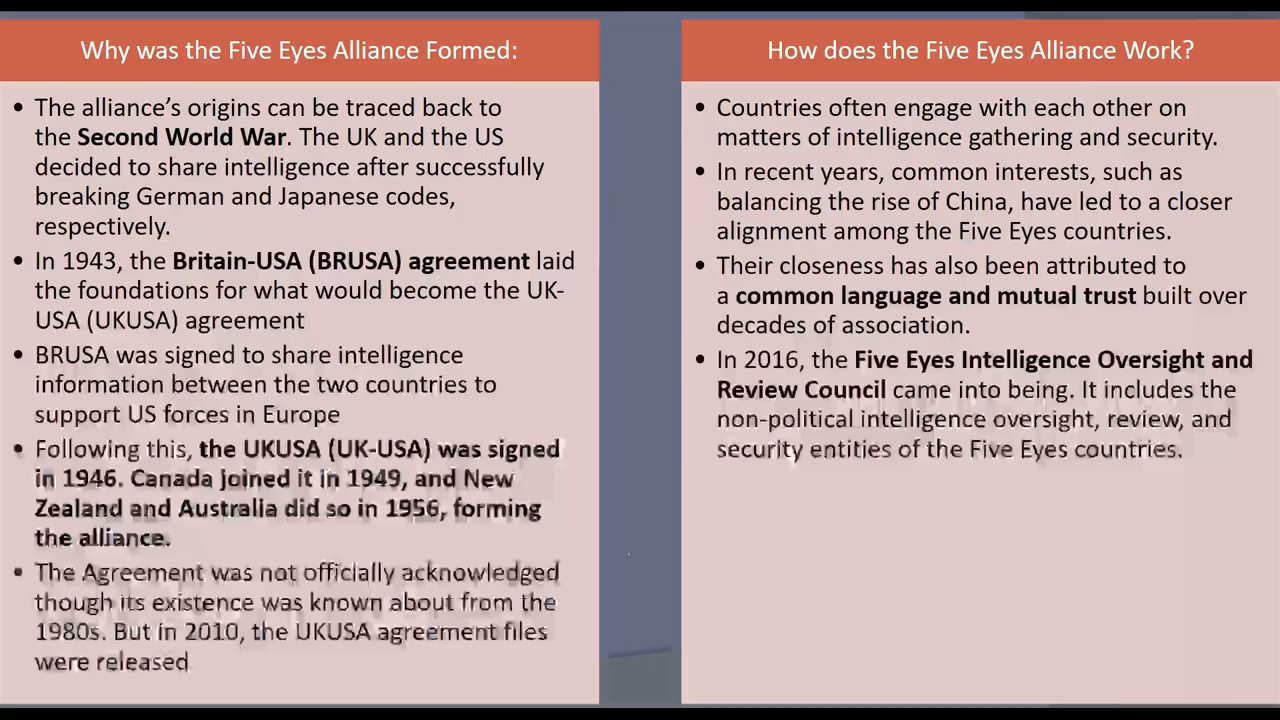 Why was the Five Eyes Alliance Formed:
• The alliance’s origins can be traced back to
the Second World War. The UK and the US
decided to share intelligence after successfully
breaking German and Japanese codes,
respectively.
• In 1943, the Britain-USA (BRUSA) agreement laid
the foundations for what would become the UK-
USA (UKUSA) agreement
• BRUSA was signed to share intelligence
information between the two countries to
support US forces in Europe
• Following this, the UKUSA (UK-USA) was signed
in 1946. Canada joined it in 1949, and New
Zealand and Australia did so in 1956, forming
the alliance.
• The Agreement was not officially acknowledged
though its existence was known about from the
1980s. But in 2010, the UKUSA agreement files
were released
How does the Five Eyes Alliance Work?
• Countries often engage with each other on
matters of intelligence gathering and security.
• In recent years, common interests, such as
balancing the rise of China, have led to a closer
alignment among the Five Eyes countries.
• Their closeness has also been attributed to
a common language and mutual trust built over
decades of association.
• In 2016, the Five Eyes Intelligence Oversight and
Review Council came into being. It includes the
non-political intelligence oversight, review, and
security entities of the Five Eyes countries.